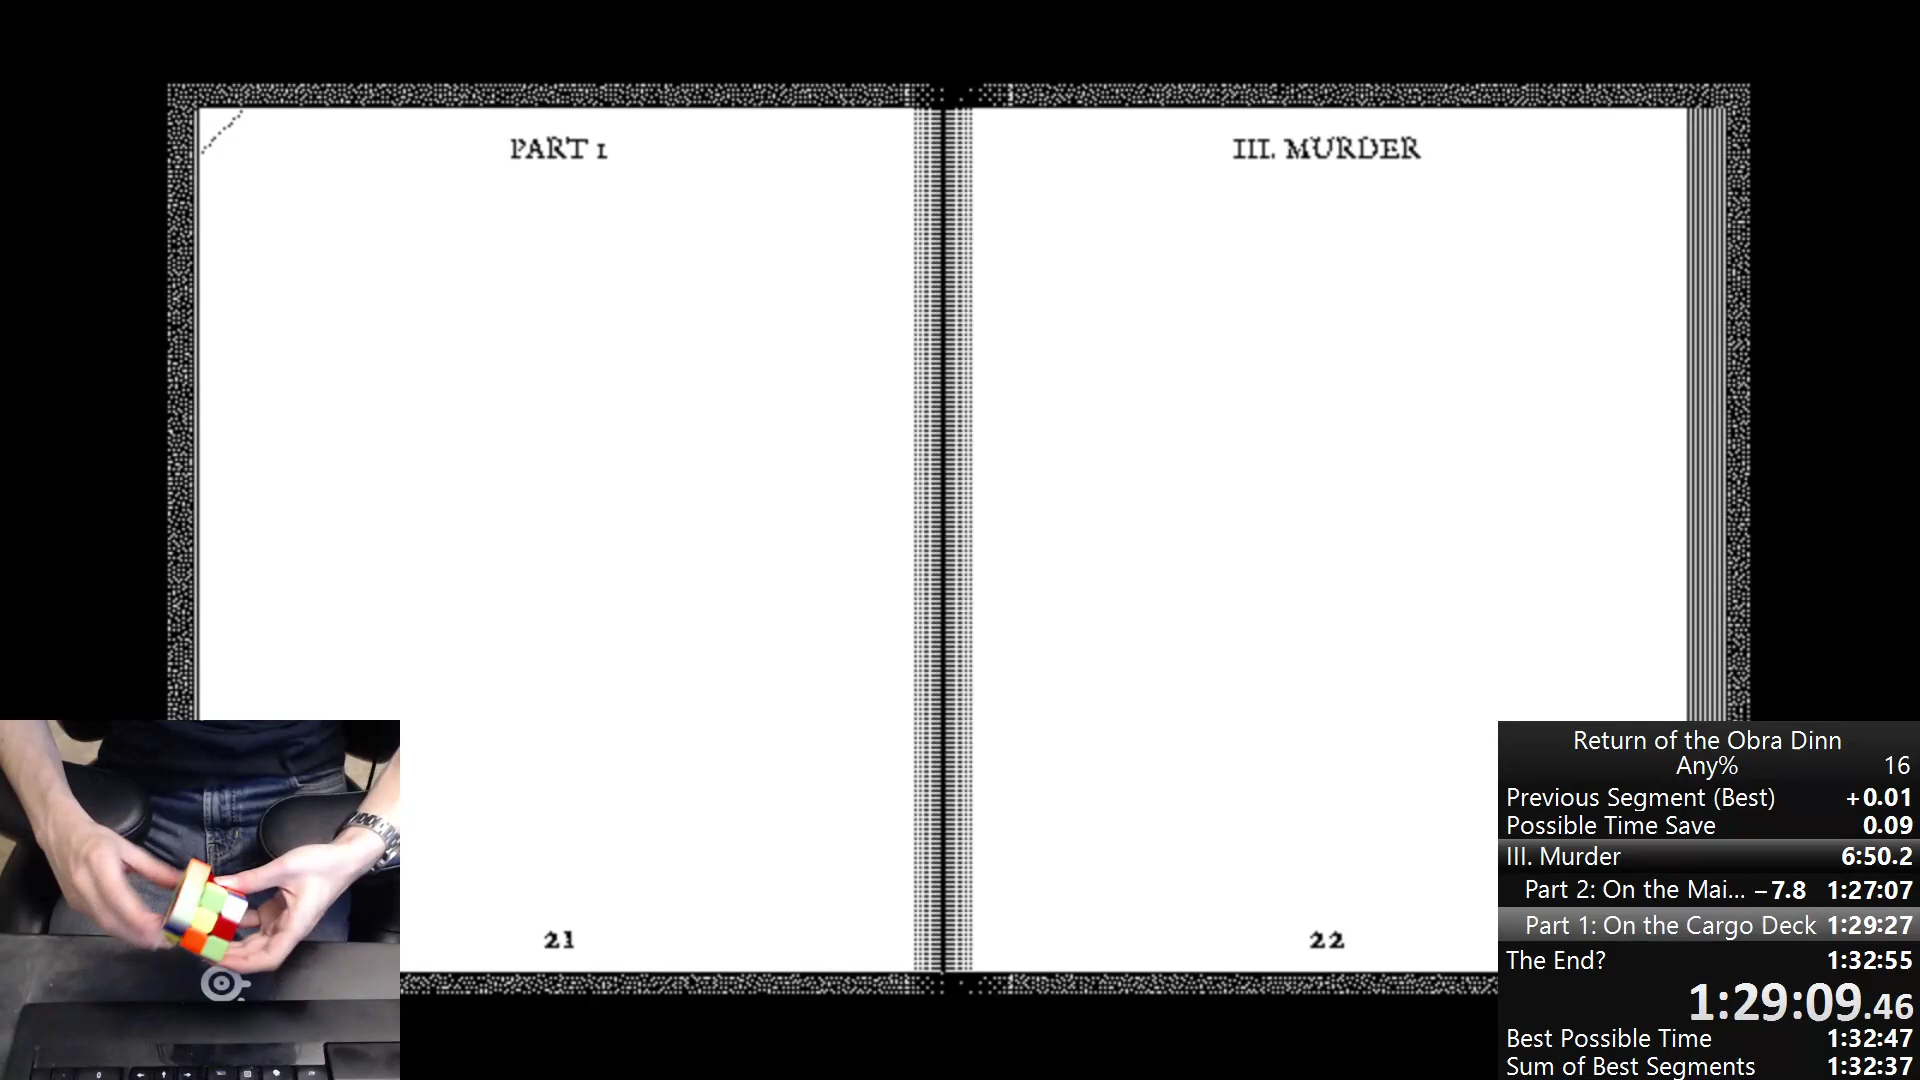 PART 1
III. MURDER
21
22
Return of the Obra Dinn
Any% 16
Previous Segment (Best) +0.01
Possible Time Save 0.09
III. Murder 6:50.2
Part 2: On the Mai... −7.8 1:27:07
Part 1: On the Cargo Deck 1:29:27
The End? 1:32:55
1:29:09.46
Best Possible Time 1:32:47
Sum of Best Segments 1:32:37